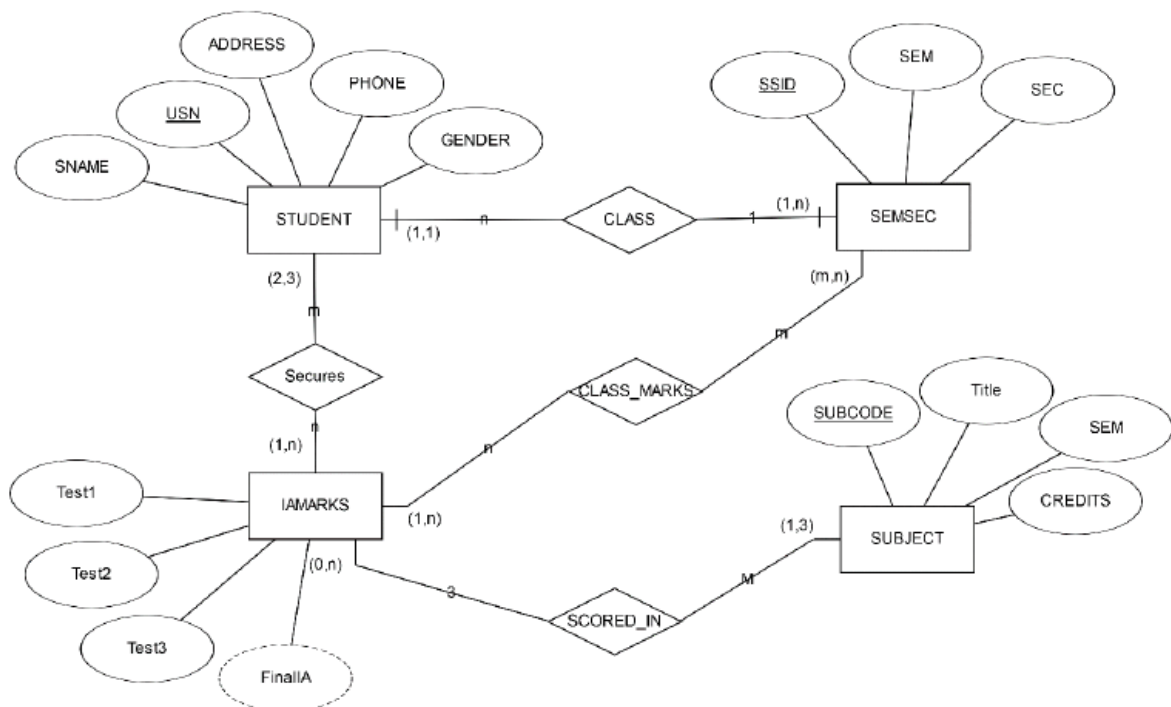 ADDRESS
SEM
PHONE
SSID
SEC
USN
GENDER
SNAME
STUDENT
n
CLASS
1
(1,n)
SEMSEC
(1,1)
(2,3)
(m,n)
m
m
Secures
CLASS_MARKS
Title
SUBCODE
SEM
n
(1,n)
n
Test1
IAMARKS
CREDITS
(1,n)
(1,3)
SUBJECT
(0,n)
Test2
3
M
SCORED_IN
Test3
FinalIA